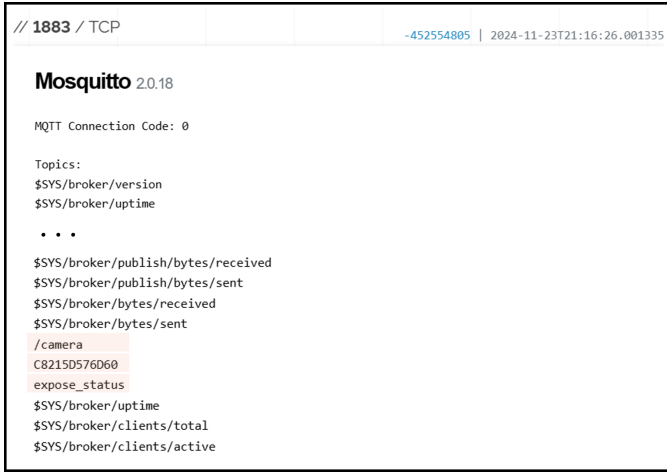 // 1883 / TCP
-452554805 | 2024-11-23T21:16:26.001335
Mosquitto 2.0.18
MQTT Connection Code: 0
Topics:
$SYS/broker/version
$SYS/broker/uptime
• • •
$SYS/broker/publish/bytes/received
$SYS/broker/publish/bytes/sent
$SYS/broker/bytes/received
$SYS/broker/bytes/sent
/camera
C8215D576D60
expose_status
$SYS/broker/uptime
$SYS/broker/clients/total
$SYS/broker/clients/active